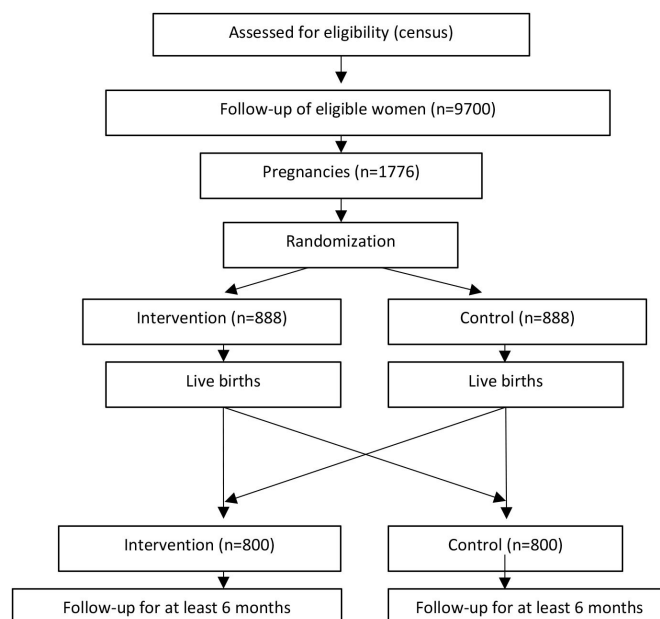 Assessed for eligibility (census)
Follow-up of eligible women (n=9700)
Pregnancies (n=1776)
Randomization
Intervention (n=888)
Control (n=888)
Live births
Live births
Intervention (n=800)
Control (n=800)
Follow-up for at least 6 months
Follow-up for at least 6 months